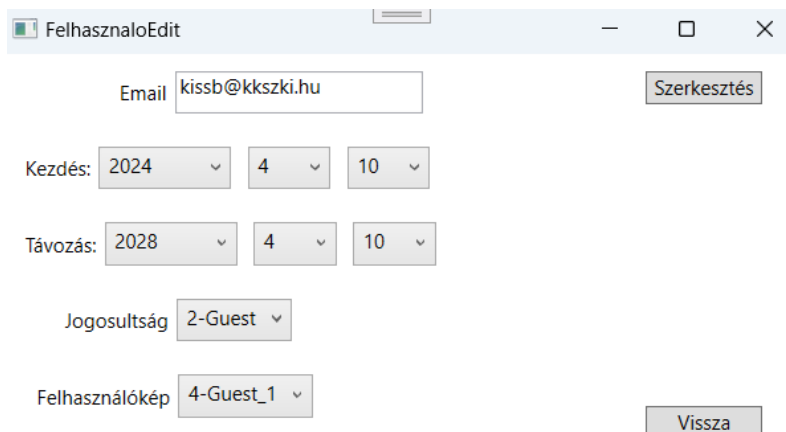 FelhasznaloEdit
Email kissb@kkszki.hu Szerkesztés
Kezdés: 2024 4 10
Távozás: 2028 4 10
Jogosultság 2-Guest
Felhasználókép 4-Guest_1
Vissza